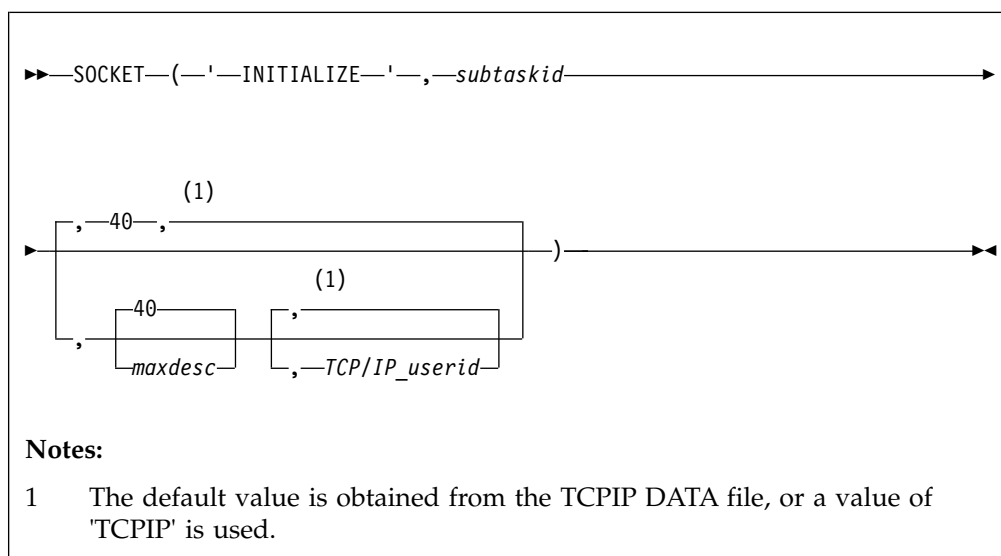 SOCKET ( ' INITIALIZE ' , subtaskid
(1)
, 40 ,
)
(1)
40 ,
,
maxdesc , TCP/IP_userid
Notes:
1 The default value is obtained from the TCPIP DATA file, or a value of
'TCPIP' is used.